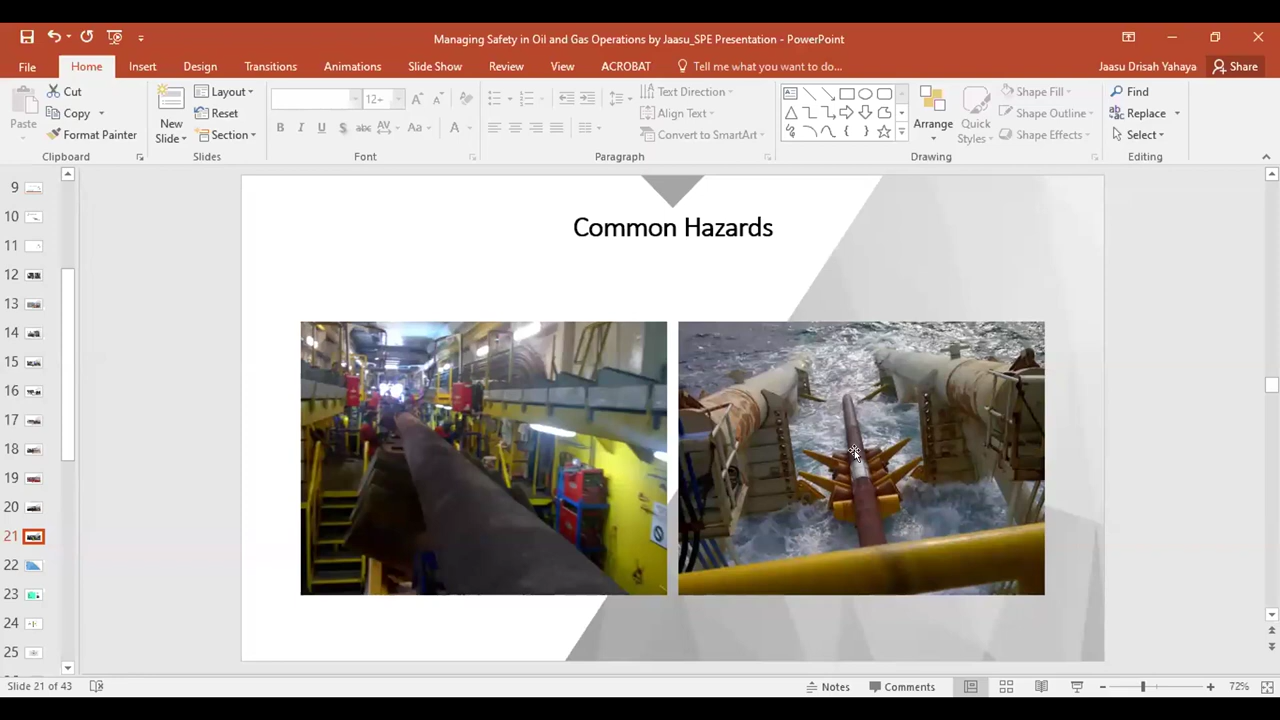 Managing Safety in Oil and Gas Operations by Jaasu_SPE Presentation - PowerPoint
File Home Insert Design Transitions Animations Slide Show Review View ACROBAT Tell me what you want to do... Jaasu Drisah Yahaya Share
Paste
Cut
Copy
Format Painter
Clipboard
New
Slide
Layout
Reset
Section
Slides
12+
B I U S abc AV Aa A
Font
Text Direction
Align Text
Convert to SmartArt
Paragraph
Arrange
Quick
Styles
Shape Fill
Shape Outline
Shape Effects
Drawing
Find
Replace
Select
Editing
9
10
11
12
13
14
15
16
17
18
19
20
21
22
23
24
25
Common Hazards
Slide 21 of 43 Notes Comments 72%